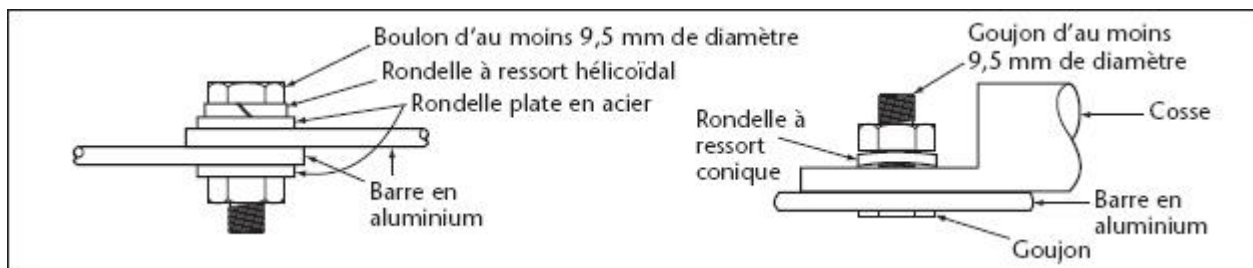 Boulon d'au moins 9,5 mm de diamètre
Rondelle à ressort hélicoïdal
Rondelle plate en acier
Barre en
aluminium
Goujon d'au moins
9,5 mm de diamètre
Rondelle à
ressort
conique
Cosse
Barre en
aluminium
Goujon